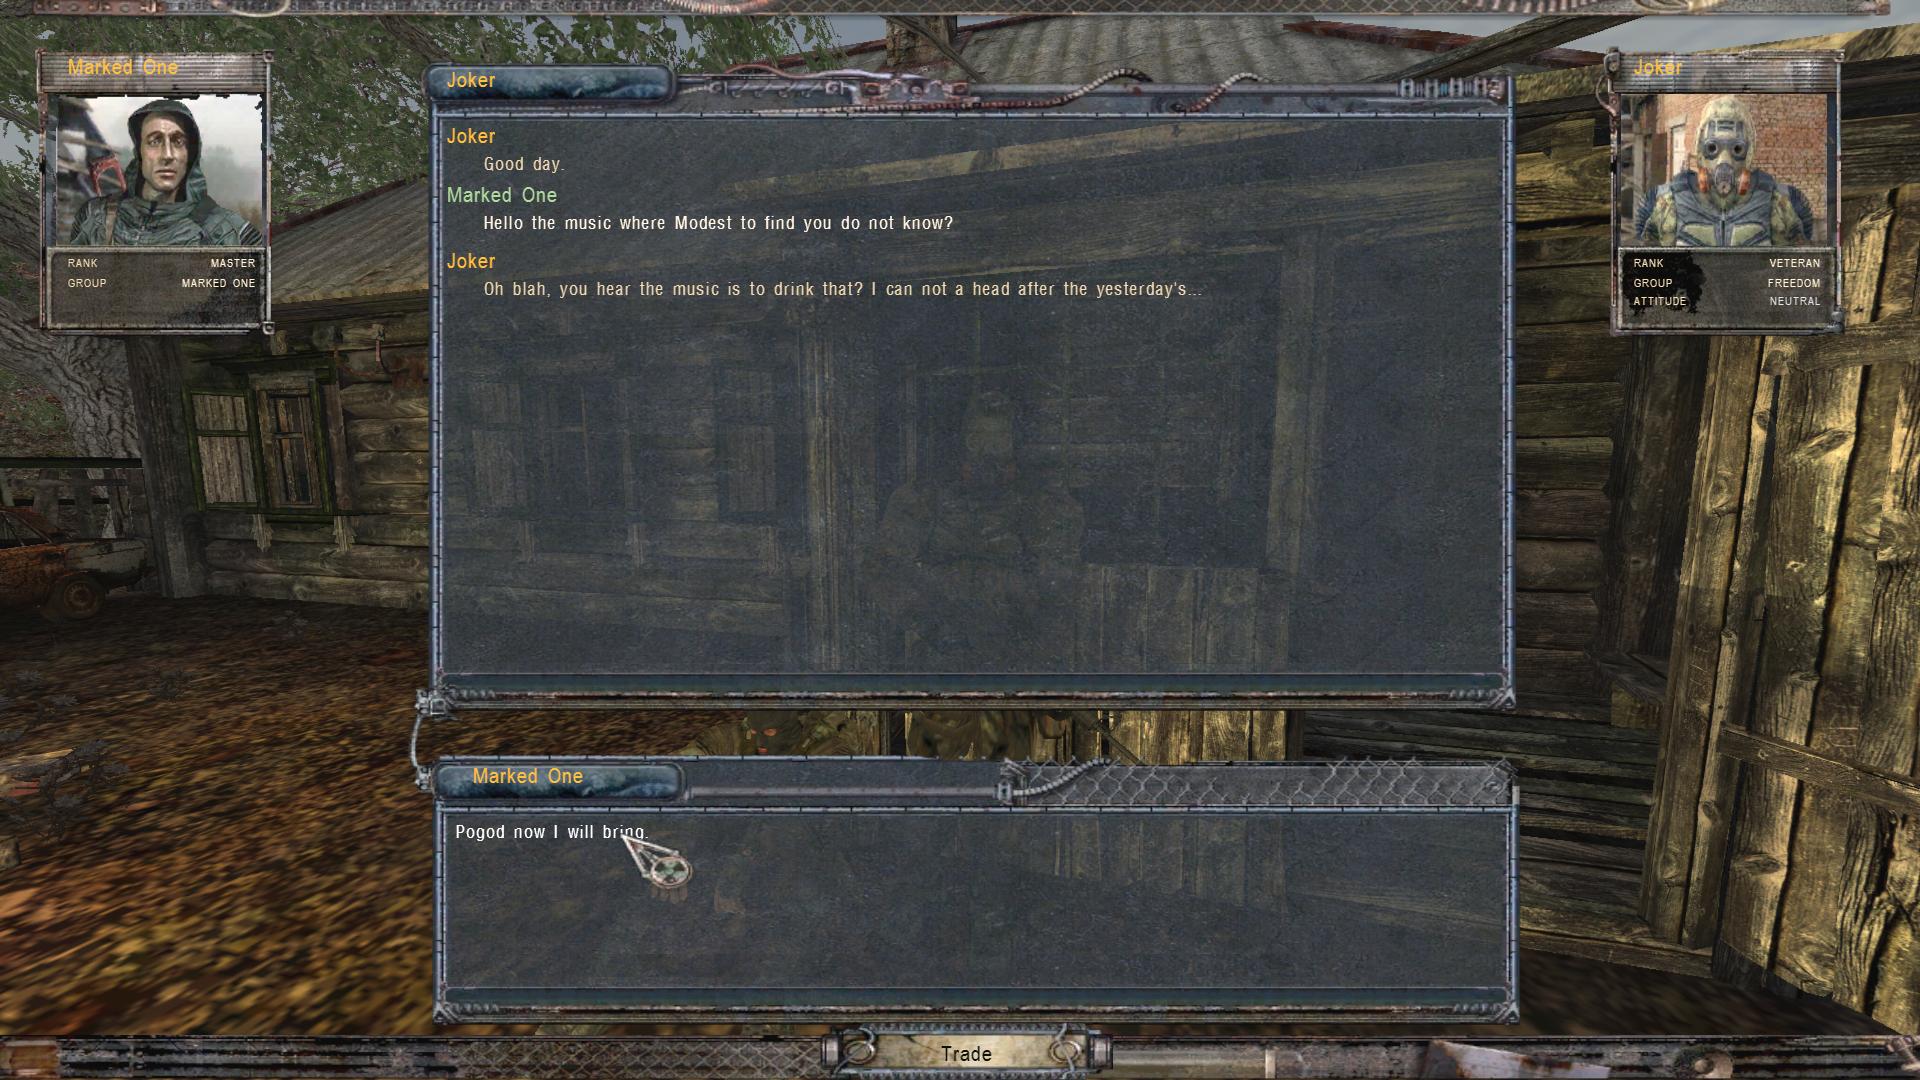 Marked One
Joker
Joker
Joker
Good day.
Marked One
Hello the music where Modest to find you do not know?
Joker
Oh blah, you hear the music is to drink that? I can not a head after the yesterday's...
RANK MASTER
GROUP MARKED ONE
RANK VETERAN
GROUP FREEDOM
ATTITUDE NEUTRAL
Marked One
Pogod now I will bring.
Trade